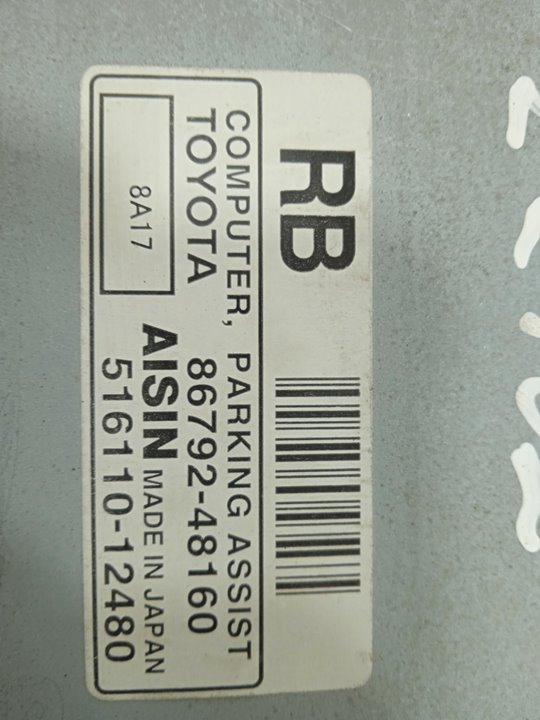 RB
COMPUTER, PARKING ASSIST
TOYOTA 86792-48160
8A17 AISIN MADE IN JAPAN
516110-12480